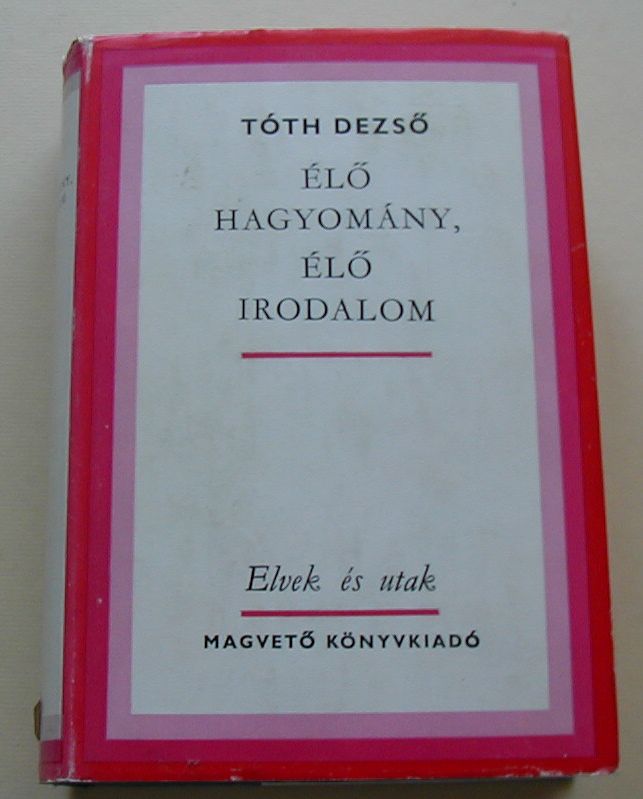 TÓTH DEZSŐ
ÉLŐ
HAGYOMÁNY,
ÉLŐ
IRODALOM
Elvek és utak
MAGVETŐ KÖNYVKIADÓ